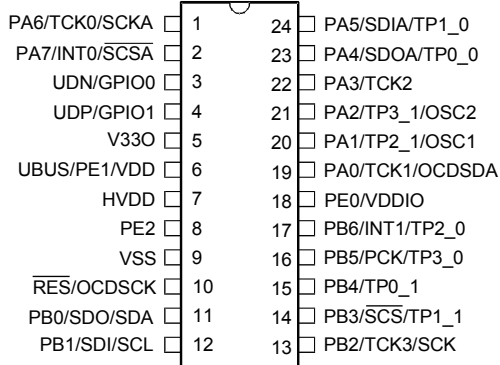 PA6/TCK0/SCKA 1 24 PA5/SDIA/TP1_0
PA7/INT0/SCSA 2 23 PA4/SDOA/TP0_0
UDN/GPIO0 3 22 PA3/TCK2
UDP/GPIO1 4 21 PA2/TP3_1/OSC2
V33O 5 20 PA1/TP2_1/OSC1
UBUS/PE1/VDD 6 19 PA0/TCK1/OCDSDA
HVDD 7 18 PE0/VDDIO
PE2 8 17 PB6/INT1/TP2_0
VSS 9 16 PB5/PCK/TP3_0
RES/OCDSCK 10 15 PB4/TP0_1
PB0/SDO/SDA 11 14 PB3/SCS/TP1_1
PB1/SDI/SCL 12 13 PB2/TCK3/SCK